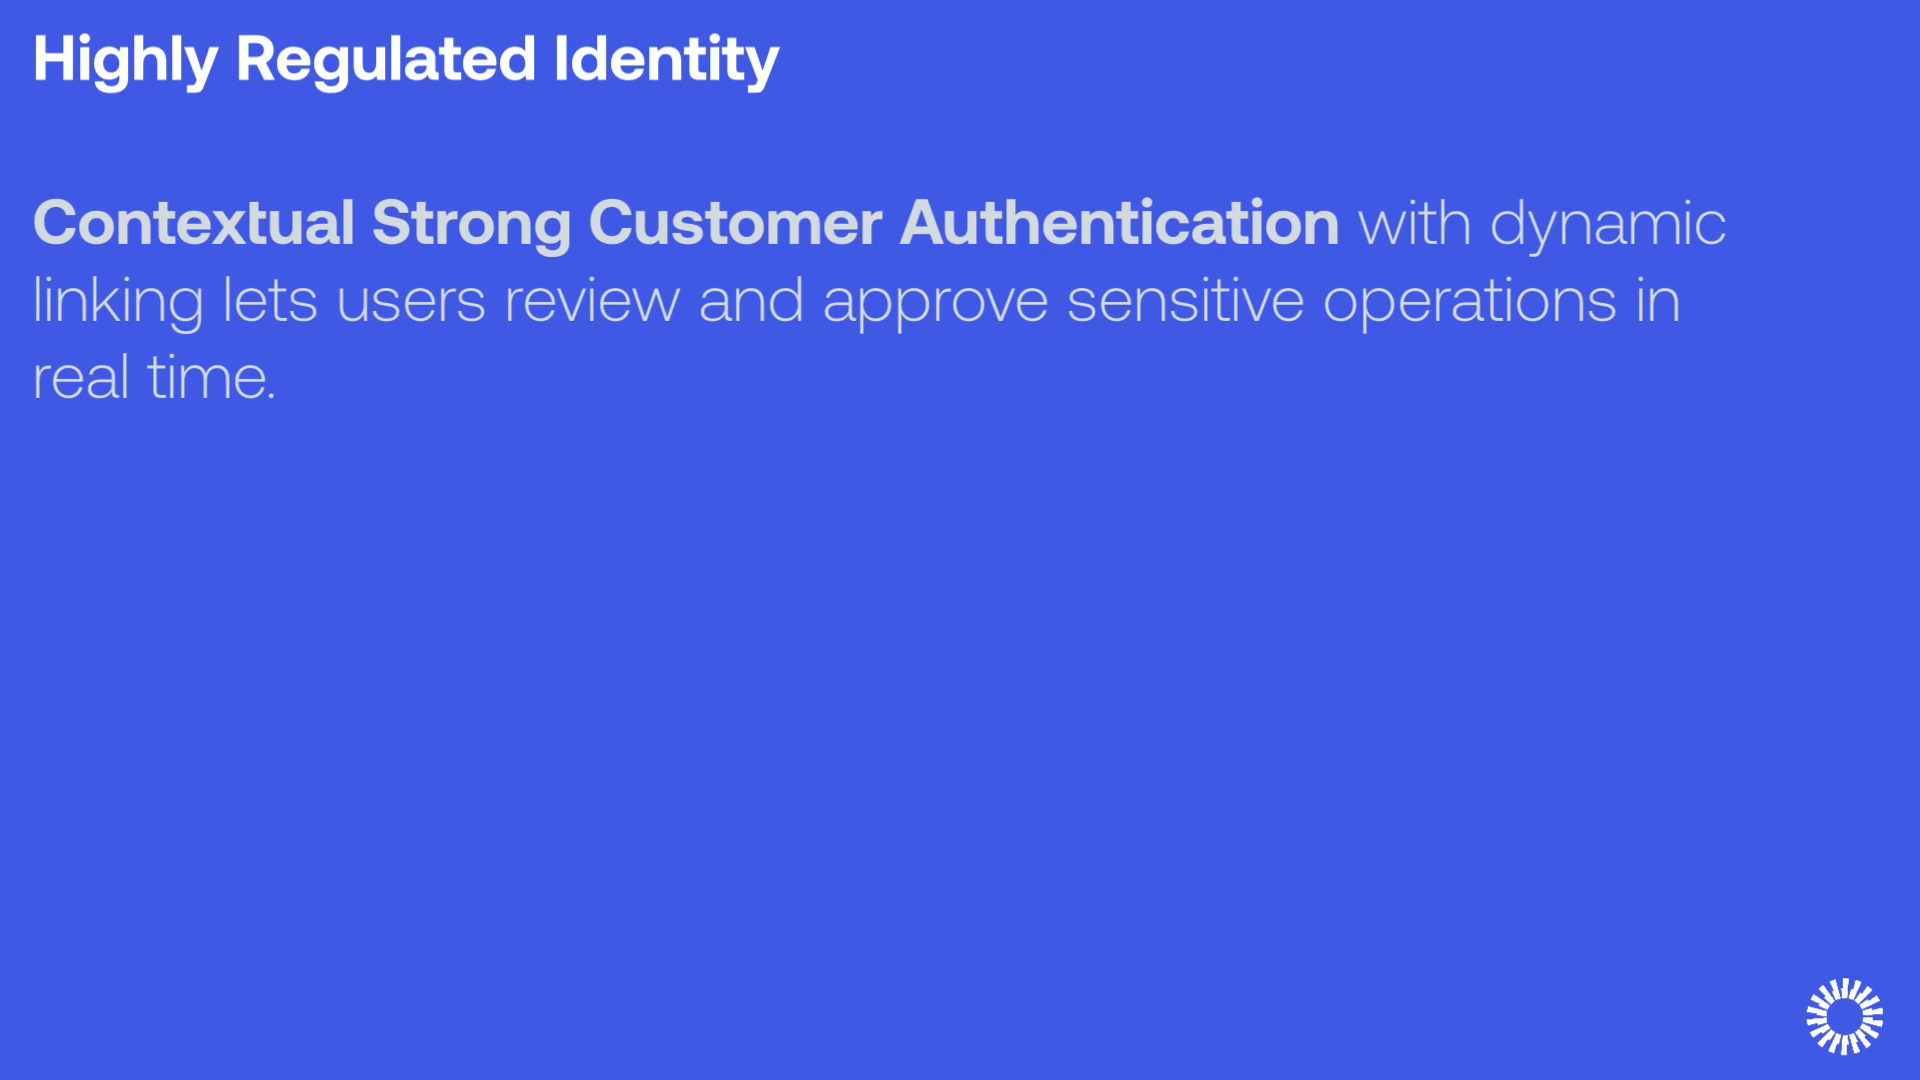 Highly Regulated Identity
Contextual Strong Customer Authentication with dynamic
linking lets users review and approve sensitive operations in
real time.